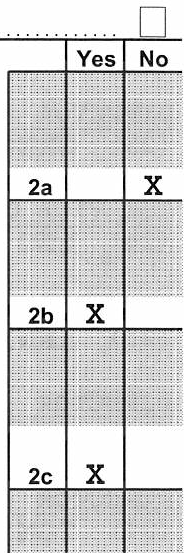 ....................
Yes No
2a X
2b X
2c X